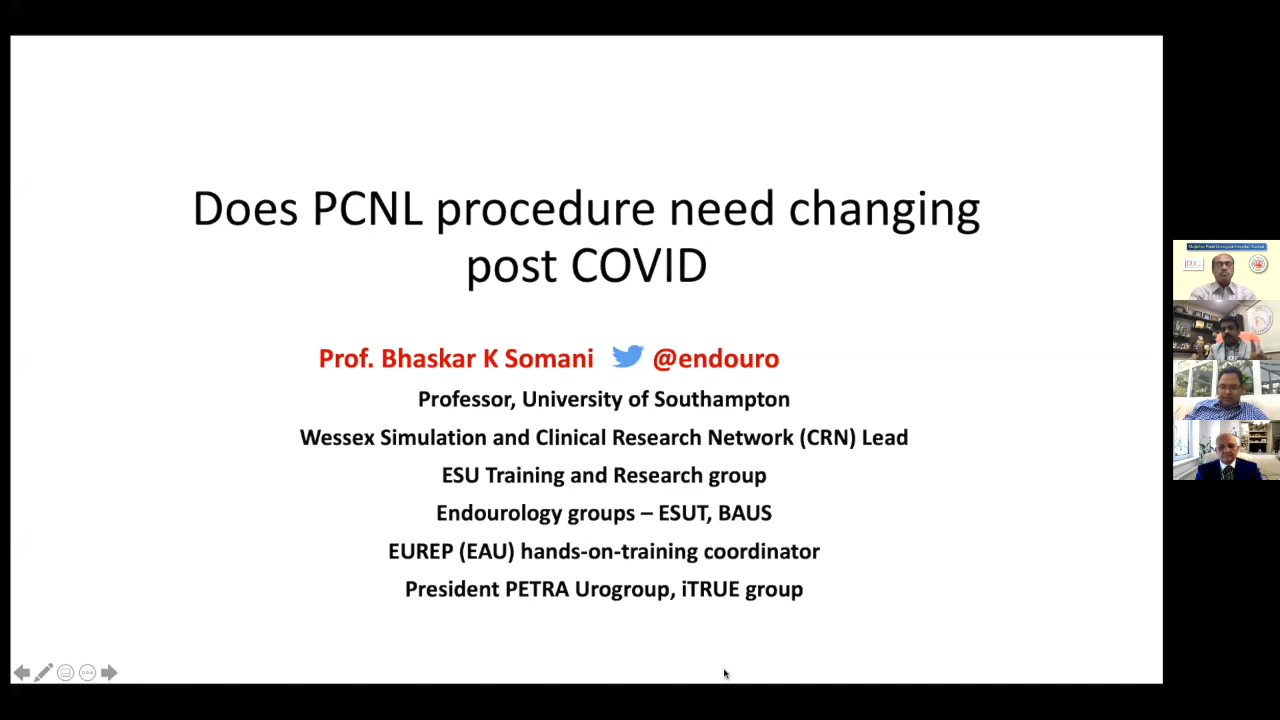 Does PCNL procedure need changing
post COVID
Prof. Bhaskar K Somani @endouro
Professor, University of Southampton
Wessex Simulation and Clinical Research Network (CRN) Lead
ESU Training and Research group
Endourology groups – ESUT, BAUS
EUREP (EAU) hands-on-training coordinator
President PETRA Urogroup, iTRUE group